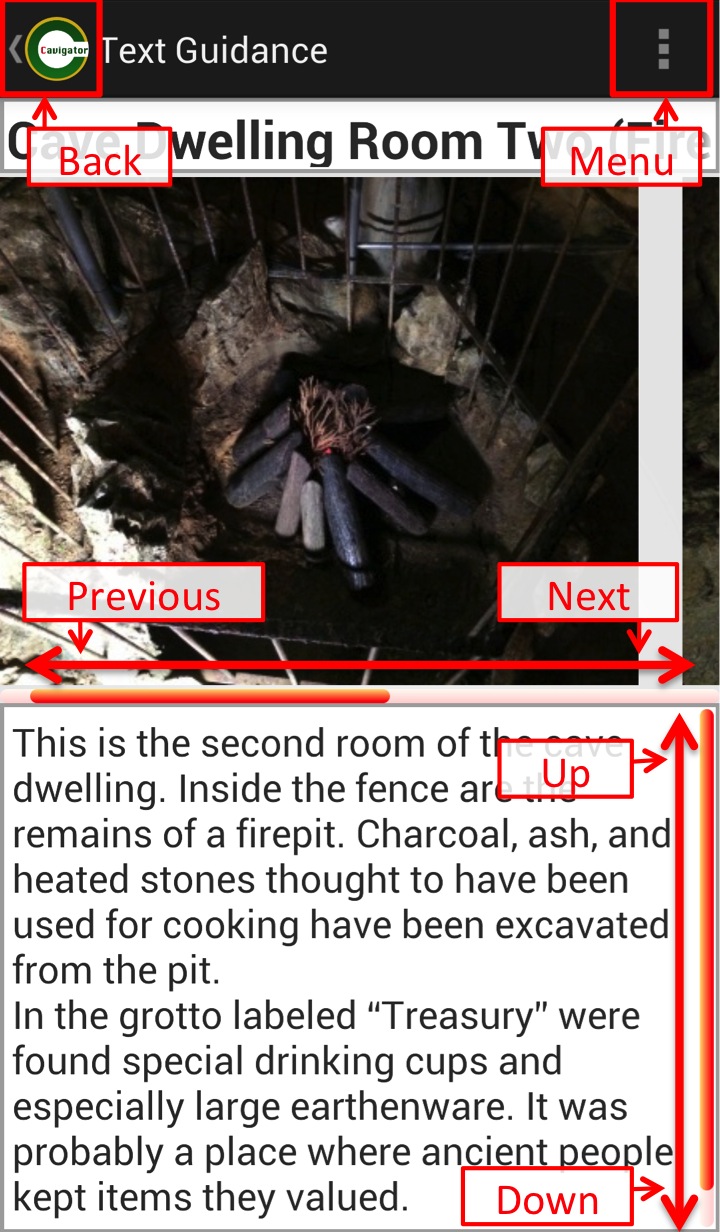 Cavigator Text Guidance
Cave Dwelling Room Two (Fire
Back
Menu
Previous
Next
This is the second room of the cave
dwelling. Inside the fence are the
remains of a firepit. Charcoal, ash, and
heated stones thought to have been
used for cooking have been excavated
from the pit.
In the grotto labeled “Treasury” were
found special drinking cups and
especially large earthenware. It was
probably a place where ancient people
kept items they valued.
Up
Down